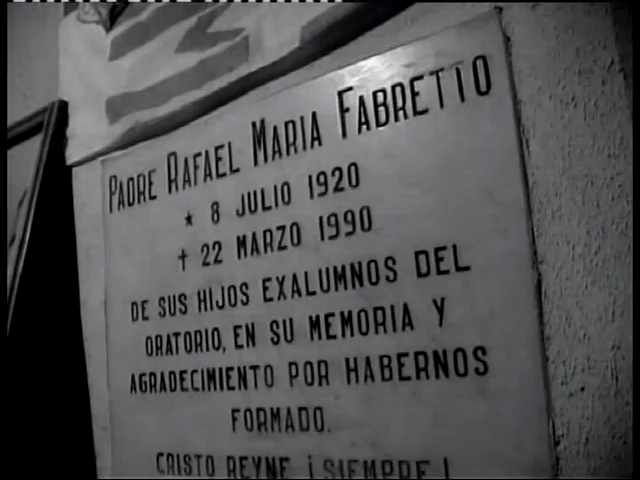 PADRE RAFAEL MARIA FABRETTO
* 8 JULIO 1920
† 22 MARZO 1990
DE SUS HIJOS EXALUMNOS DEL
ORATORIO, EN SU MEMORIA Y
AGRADECIMIENTO POR HABERNOS
FORMADO.
CRISTO REYNE ¡SIEMPRE!